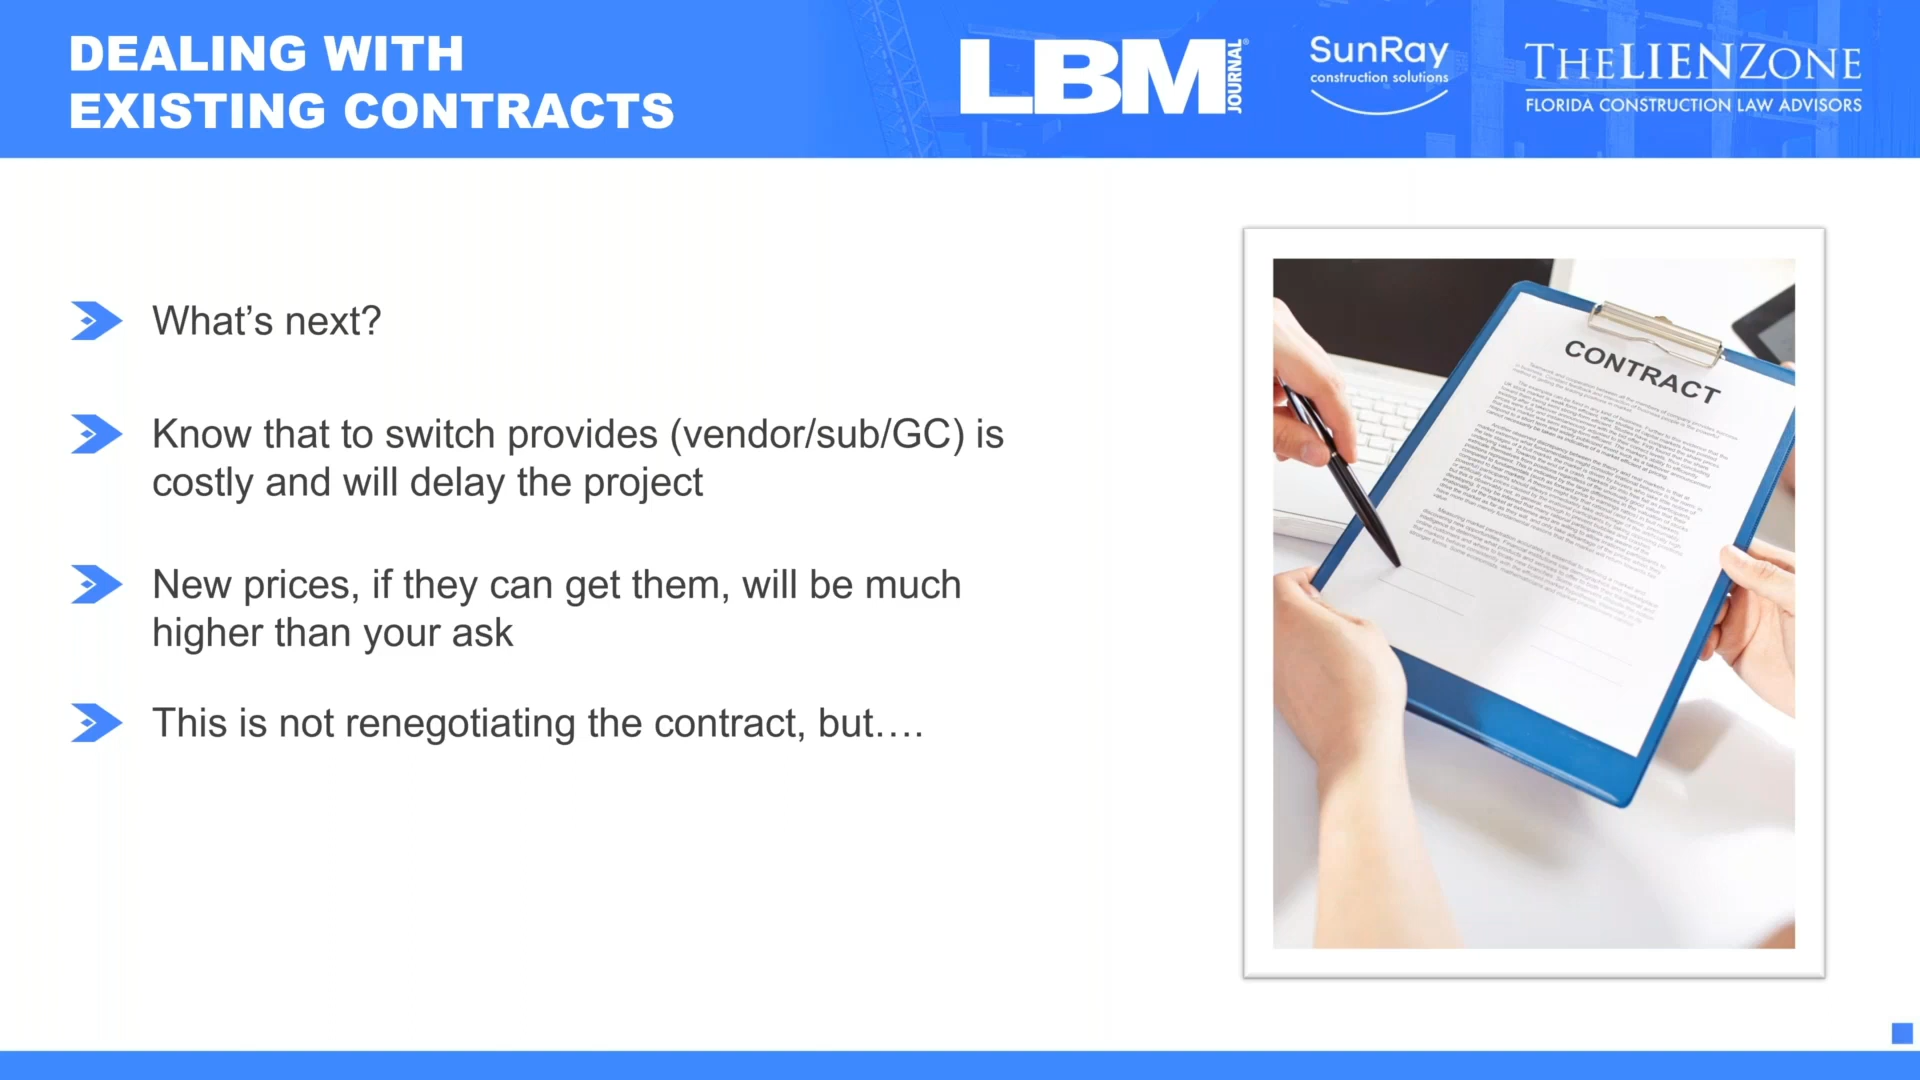 DEALING WITH
EXISTING CONTRACTS
LBM
JOURNAL
SunRay
construction solutions
THELIENZONE
FLORIDA CONSTRUCTION LAW ADVISORS
What’s next?
Know that to switch provides (vendor/sub/GC) is
costly and will delay the project
New prices, if they can get them, will be much
higher than your ask
This is not renegotiating the contract, but….
CONTRACT